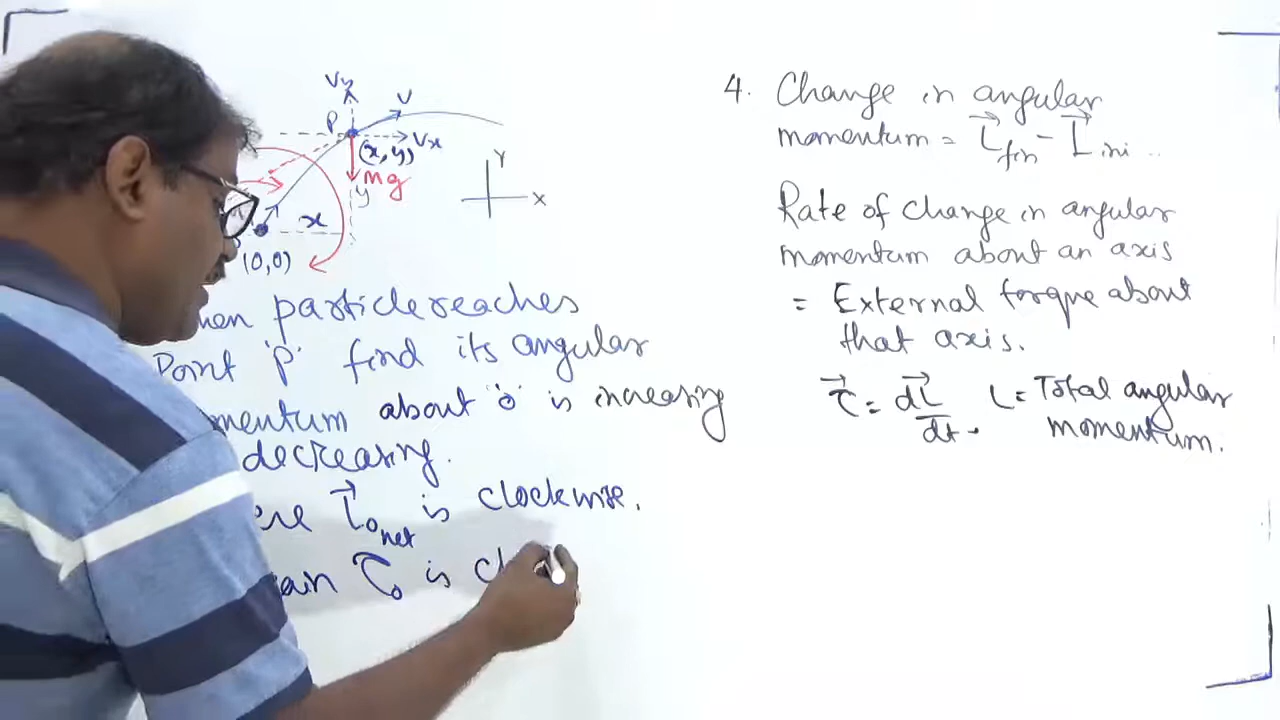 Vy
V
P
Vx
(x, y)
mg
y
x
(0,0)
Y
X
particle reaches
Point 'P' find its angular
about 'o' is increasing
decreasing.
L⃗o net is clockwise.
τo is
4. Change in angular
momentum = L⃗fin - L⃗ini ..
Rate of change in angular
momentum about an axis
= External torque about
that axis.
τ⃗ = dL⃗/dt . L = Total angular
momentum.